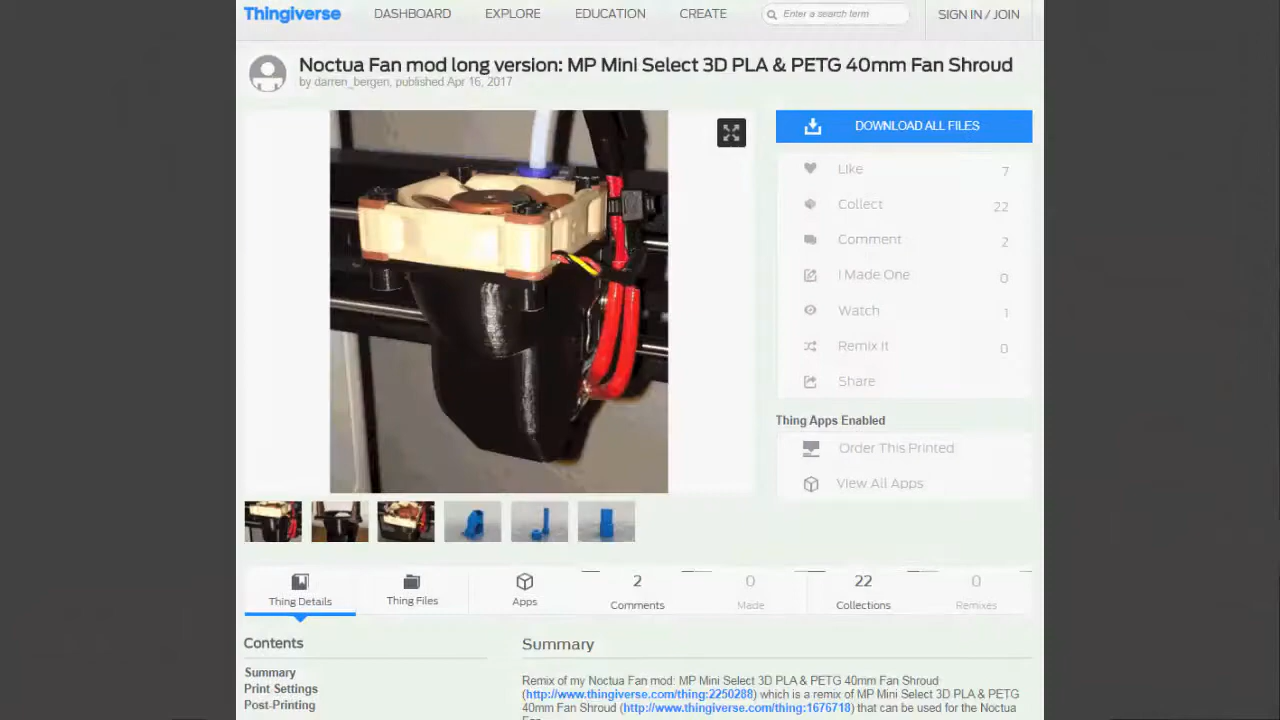 Thingiverse DASHBOARD EXPLORE EDUCATION CREATE Enter a search term SIGN IN / JOIN
Noctua Fan mod long version: MP Mini Select 3D PLA & PETG 40mm Fan Shroud
by darren_bergen, published Apr 16, 2017
DOWNLOAD ALL FILES
Like 7
Collect 22
Comment 2
I Made One 0
Watch 1
Remix It 0
Share
Thing Apps Enabled
Order This Printed
View All Apps
Thing Details
Thing Files
Apps
2
Comments
0
Made
22
Collections
0
Remixes
Contents
Summary
Print Settings
Post-Printing
Summary
Remix of my Noctua Fan mod: MP Mini Select 3D PLA & PETG 40mm Fan Shroud
(http://www.thingiverse.com/thing:2250288) which is a remix of MP Mini Select 3D PLA & PETG
40mm Fan Shroud (http://www.thingiverse.com/thing:1676718) that can be used for the Noctua